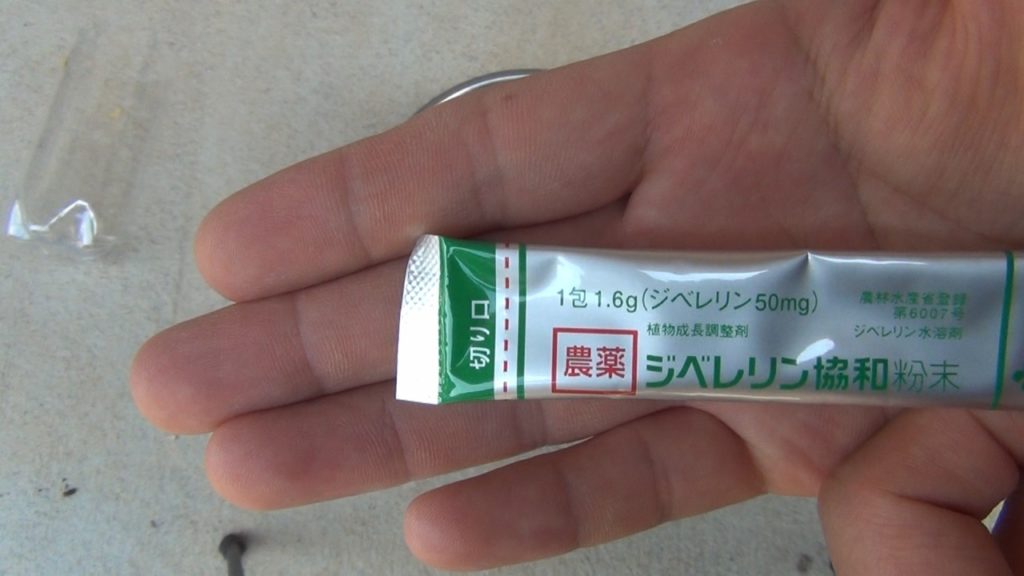 切り口
1包1.6g(ジベレリン50mg)
農林水産省登録
第6007号
植物成長調整剤
ジベレリン水溶剤
農薬
ジベレリン協和粉末